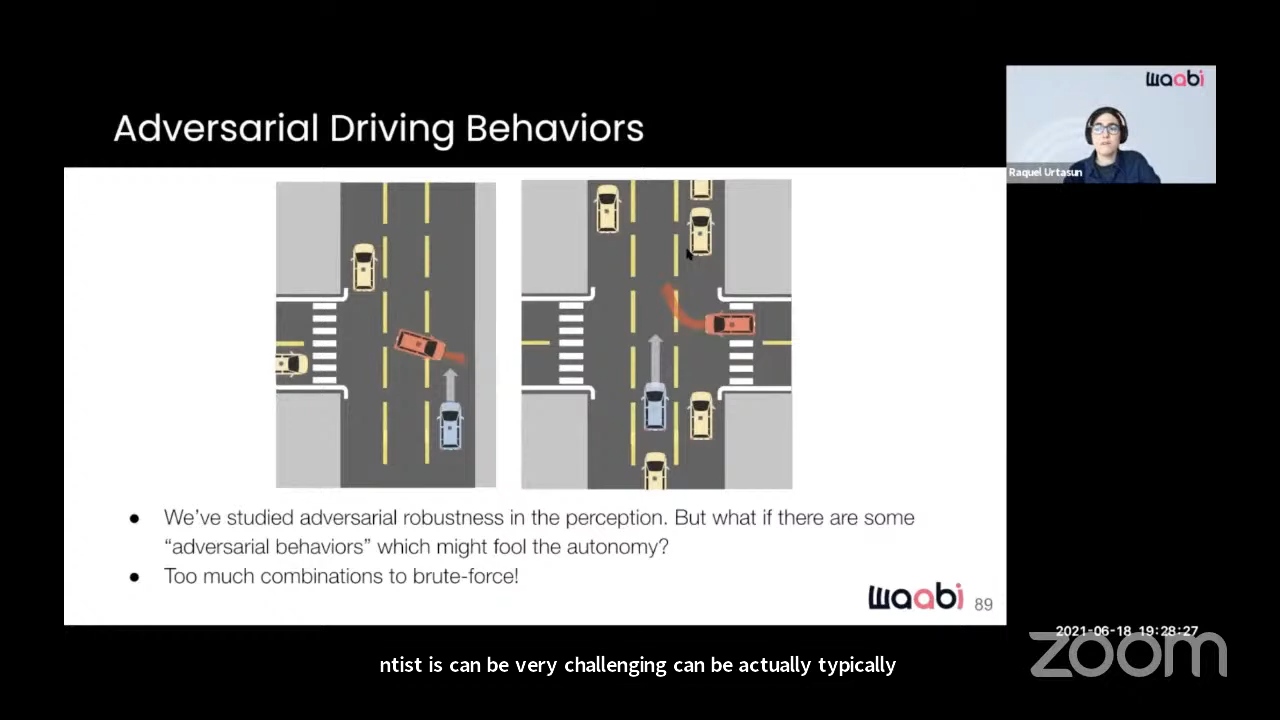 Adversarial Driving Behaviors
waabi
Raquel Urtasun
● We've studied adversarial robustness in the perception. But what if there are some
"adversarial behaviors" which might fool the autonomy?
● Too much combinations to brute-force!
waabi 89
2021-06-18 19:28:27
zoom
ntist is can be very challenging can be actually typically